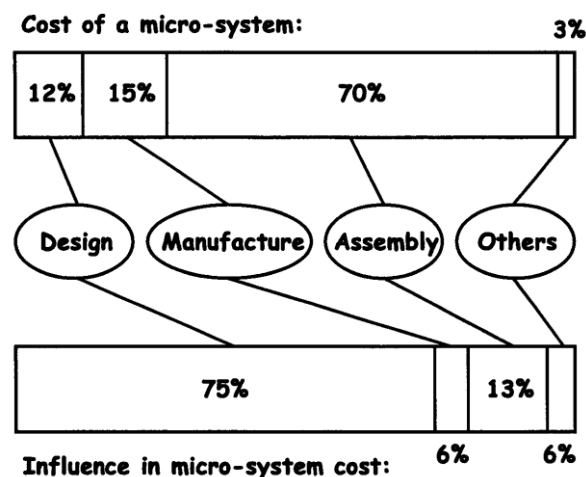 Cost of a micro-system:
3%
12% 15% 70%
Design Manufacture Assembly Others
75% 13%
6% 6%
Influence in micro-system cost: